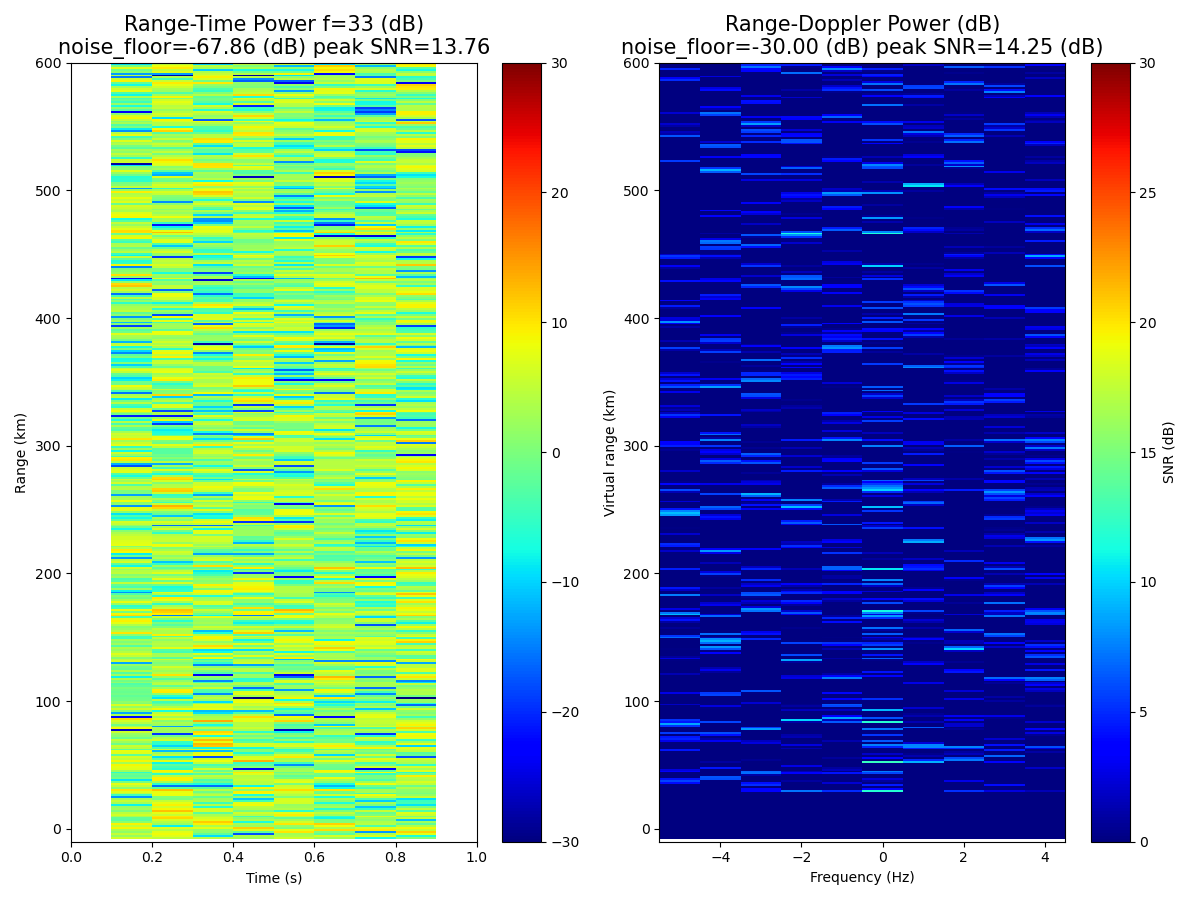 Range-Time Power f=33 (dB)
noise_floor=-67.86 (dB) peak SNR=13.76
Range (km)
600
500
400
300
200
100
0
0.0 0.2 0.4 0.6 0.8 1.0
Time (s)
30
20
10
0
−10
−20
−30
Range-Doppler Power (dB)
noise_floor=-30.00 (dB) peak SNR=14.25 (dB)
Virtual range (km)
600
500
400
300
200
100
0
−4 −2 0 2 4
Frequency (Hz)
30
25
20
15
10
5
0
SNR (dB)